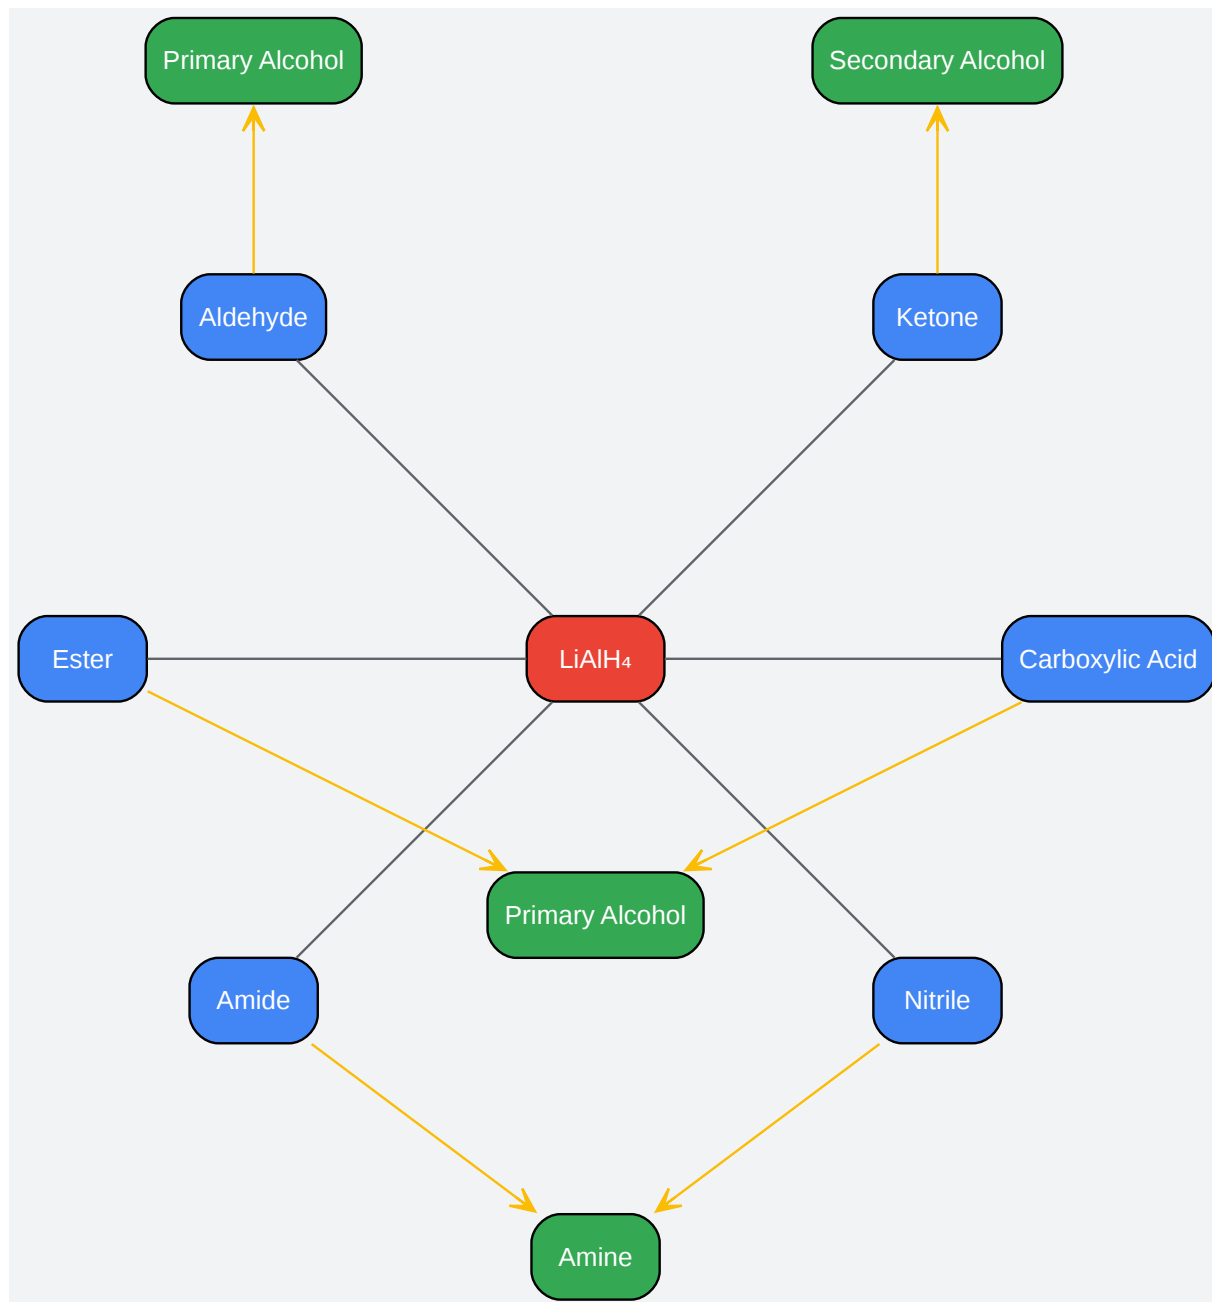 Primary Alcohol
Secondary Alcohol
Aldehyde
Ketone
Ester
LiAlH₄
Carboxylic Acid
Primary Alcohol
Amide
Nitrile
Amine